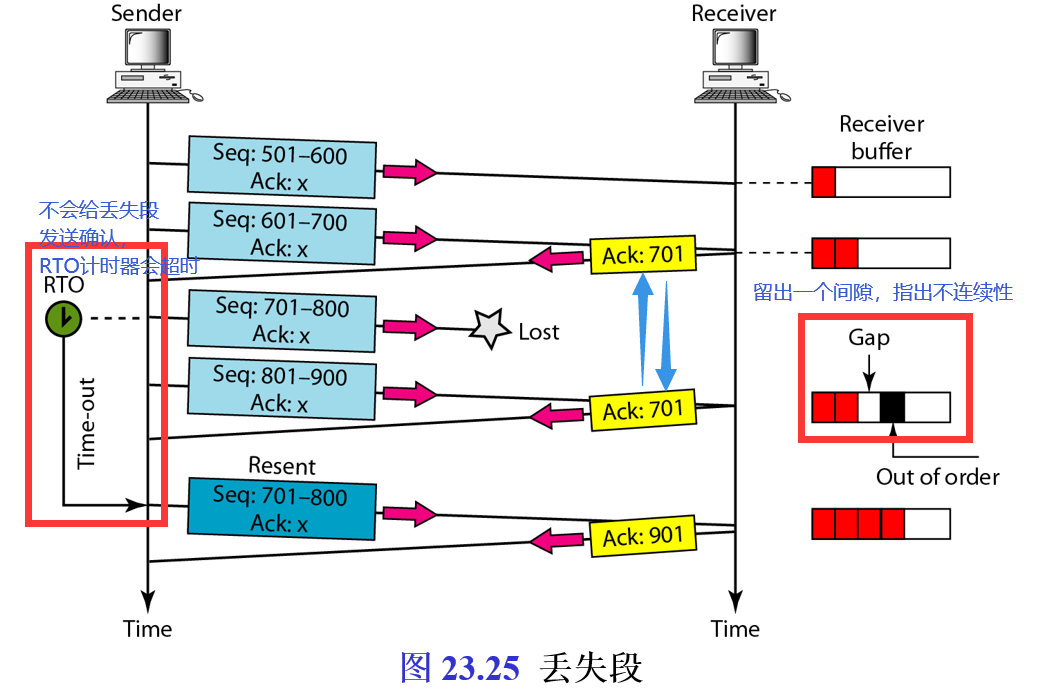 Sender
Receiver
Receiver
buffer
Seq: 501–600
Ack: x
不会给丢失段
发送确认,
RTO计时器会超时
Seq: 601–700
Ack: x
Ack: 701
留出一个间隙，指出不连续性
RTO
Seq: 701–800
Ack: x
Lost
Gap
Seq: 801–900
Ack: x
Ack: 701
Time-out
Out of order
Resent
Seq: 701–800
Ack: x
Ack: 901
Time
Time
图 23.25 丢失段